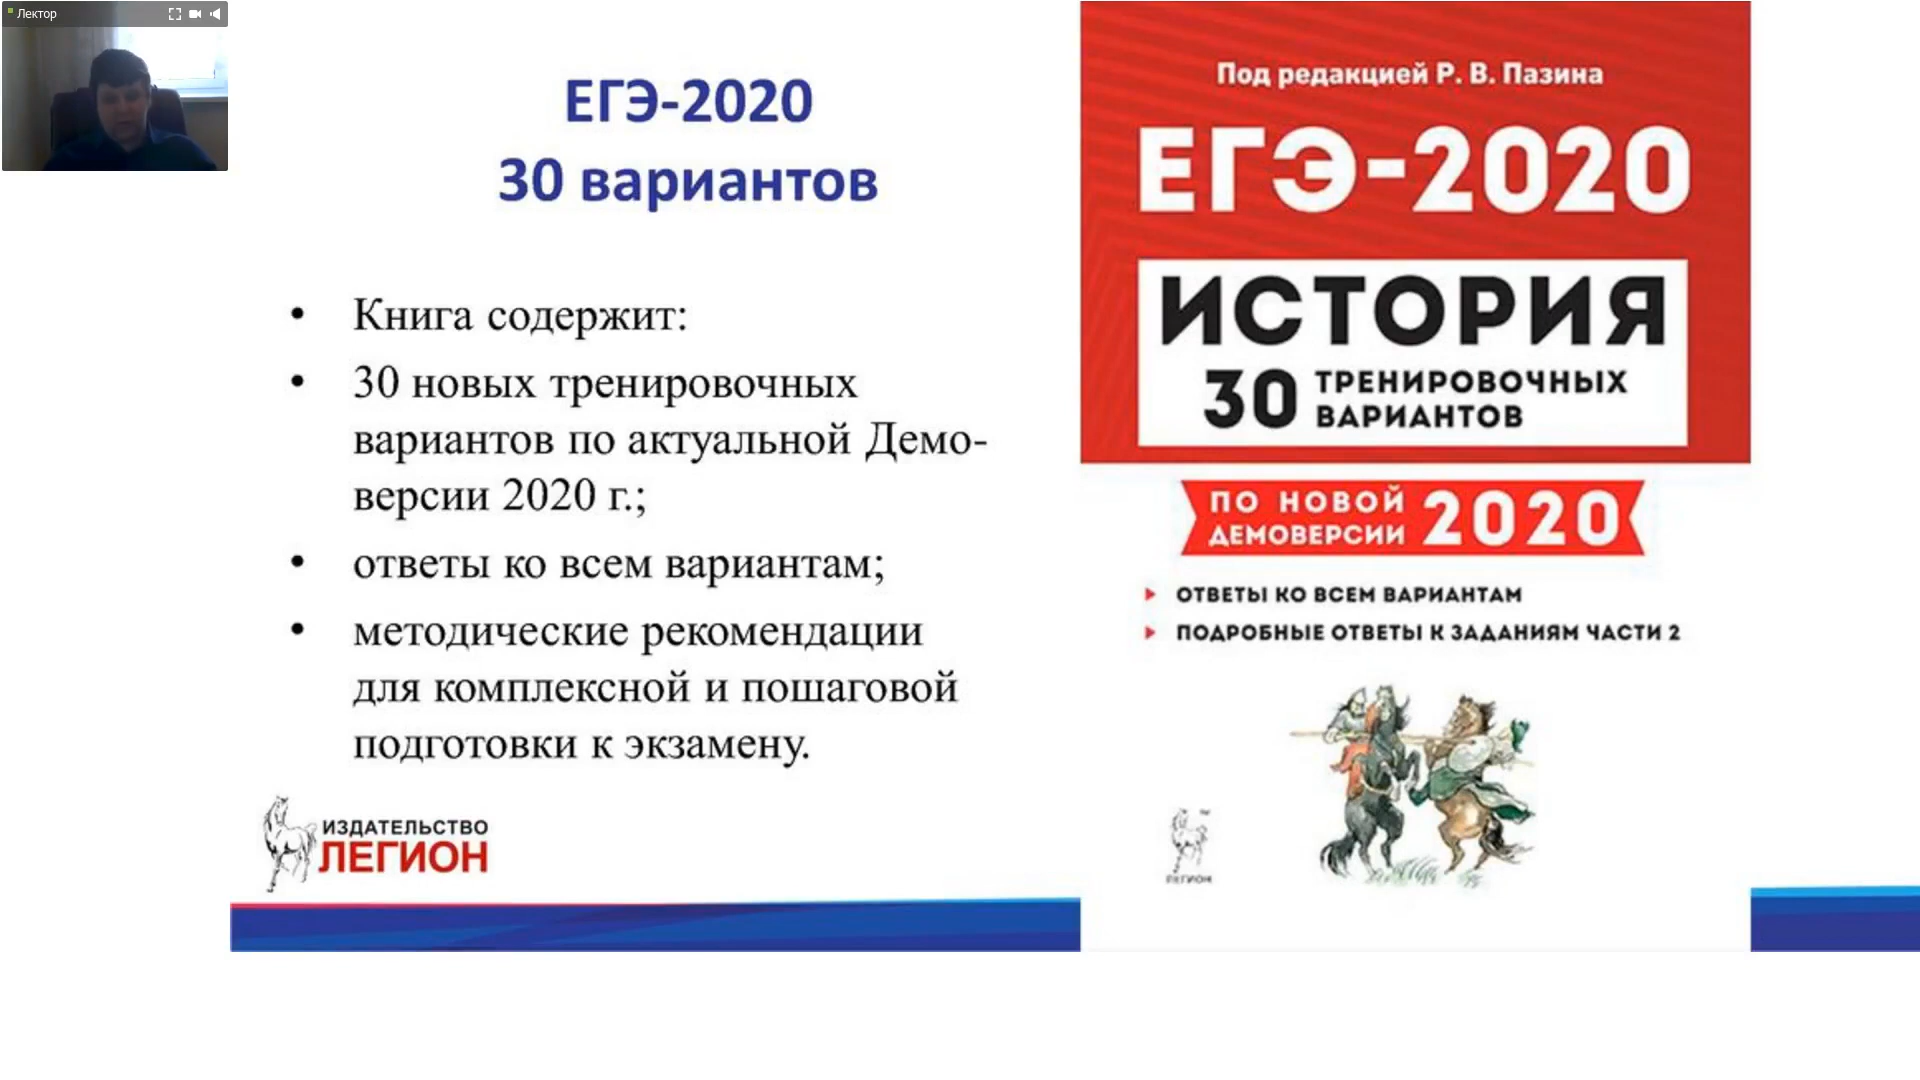 Лектор
ЕГЭ-2020
30 вариантов
• Книга содержит:
• 30 новых тренировочных
вариантов по актуальной Демо-
версии 2020 г.;
• ответы ко всем вариантам;
• методические рекомендации
для комплексной и пошаговой
подготовки к экзамену.
ИЗДАТЕЛЬСТВО
ЛЕГИОН
Под редакцией Р. В. Пазина
ЕГЭ-2020
ИСТОРИЯ
30 ТРЕНИРОВОЧНЫХ
ВАРИАНТОВ
ПО НОВОЙ
ДЕМОВЕРСИИ 2020
ОТВЕТЫ КО ВСЕМ ВАРИАНТАМ
ПОДРОБНЫЕ ОТВЕТЫ К ЗАДАНИЯМ ЧАСТИ 2
ЛЕГИОН